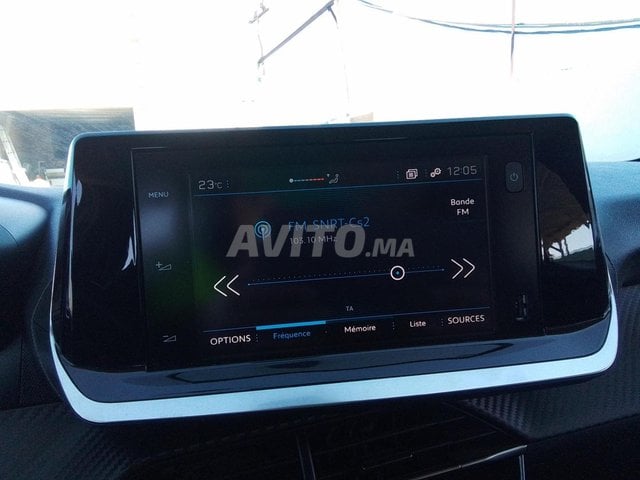 23°C
12:05
MENU
Bande
FM
FM SNRT-Cs2
AVITO.MA
103.10 MHz
TA
OPTIONS
Fréquence
Mémoire
Liste
SOURCES